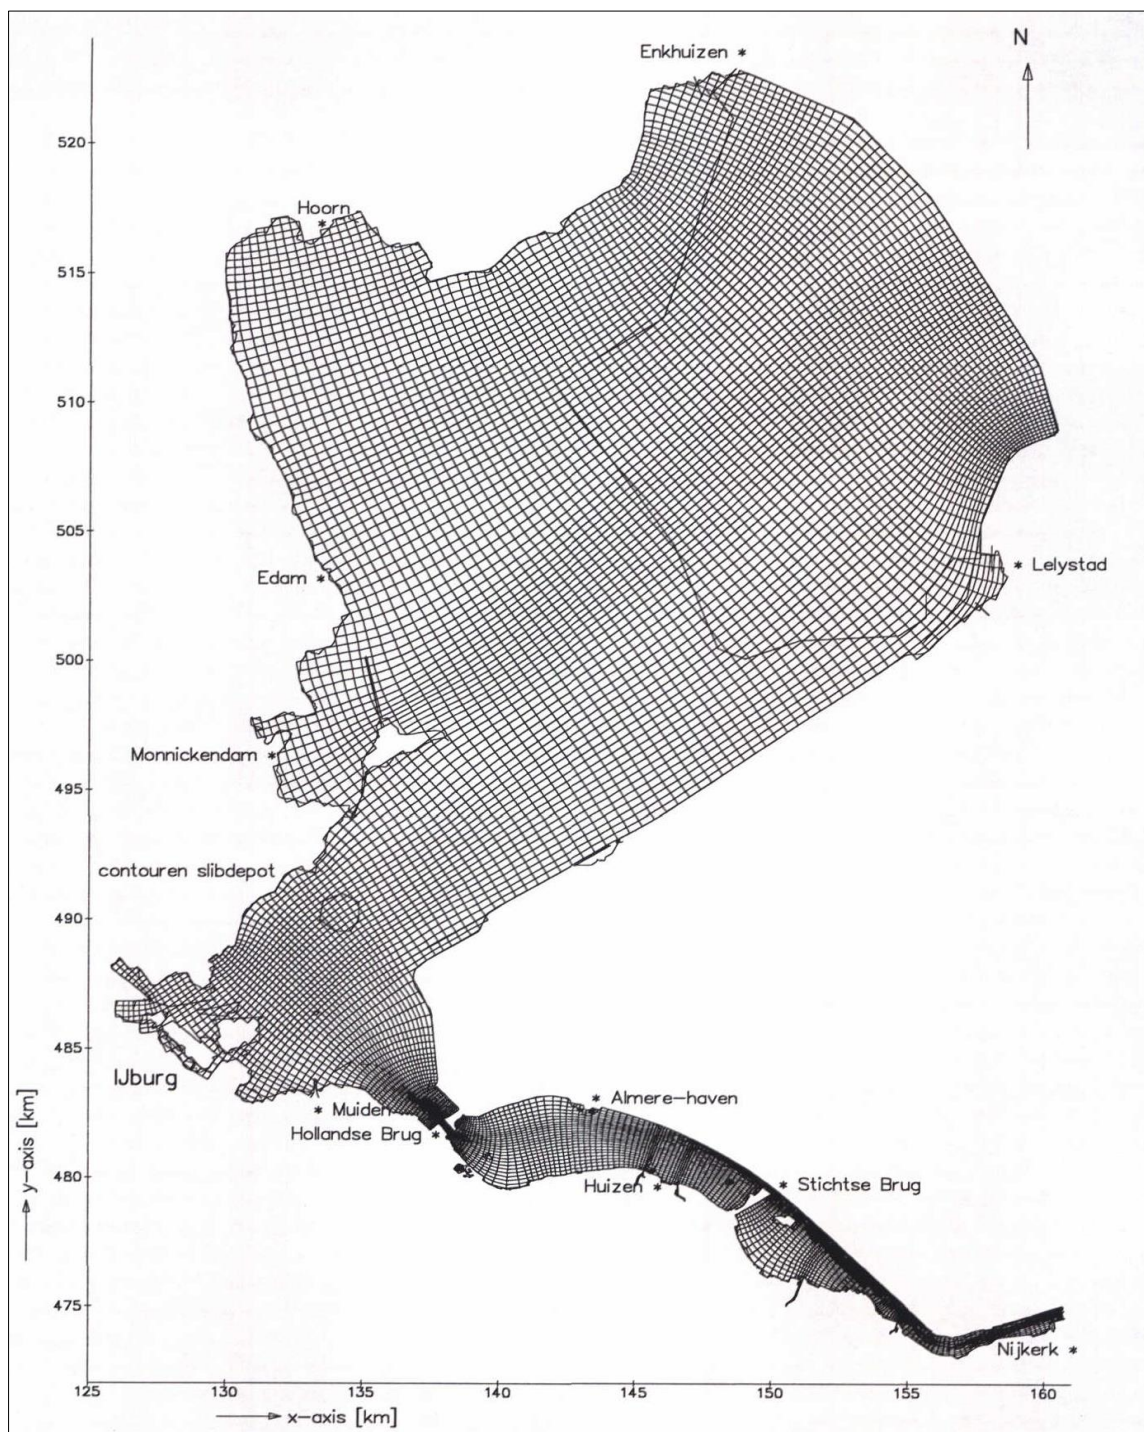 Enkhuizen *
N
520
Hoorn
*
515
510
505
Edam *
* Lelystad
500
Monnickendam *
495
contouren slibdepot
490
485
IJburg
* Muiden
Hollandse Brug *
* Almere-haven
480
Huizen *
* Stichtse Brug
475
Nijkerk *
y-axis [km]
125 130 135 140 145 150 155 160
x-axis [km]